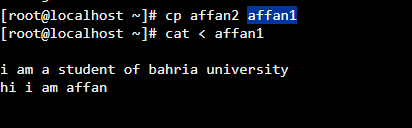 [root@localhost ~]# cp affan2 affan1
[root@localhost ~]# cat < affan1
i am a student of bahria university
hi i am affan